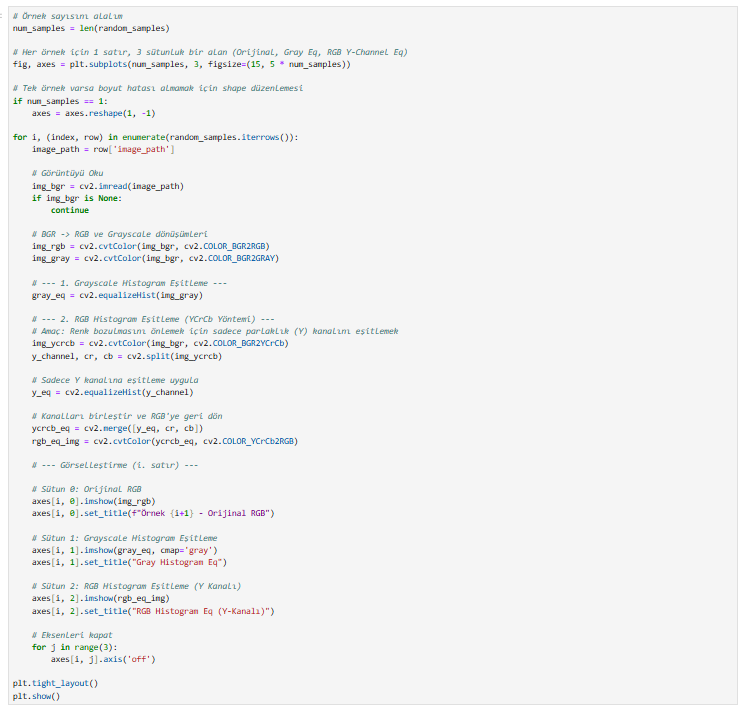 # Örnek sayısını alalım
num_samples = len(random_samples)
# Her örnek için 1 satır, 3 sütunluk bir alan (Orijinal, Gray Eq, RGB Y-Channel Eq)
fig, axes = plt.subplots(num_samples, 3, figsize=(15, 5 * num_samples))
# Tek örnek varsa boyut hatası almamak için shape düzenlemesi
if num_samples == 1:
    axes = axes.reshape(1, -1)
for i, (index, row) in enumerate(random_samples.iterrows()):
    image_path = row['image_path']
    # Görüntüyü Oku
    img_bgr = cv2.imread(image_path)
    if img_bgr is None:
        continue
    # BGR -> RGB ve Grayscale dönüşümleri
    img_rgb = cv2.cvtColor(img_bgr, cv2.COLOR_BGR2RGB)
    img_gray = cv2.cvtColor(img_bgr, cv2.COLOR_BGR2GRAY)
    # --- 1. Grayscale Histogram Eşitleme ---
    gray_eq = cv2.equalizeHist(img_gray)
    # --- 2. RGB Histogram Eşitleme (YCrCb Yöntemi) ---
    # Amaç: Renk bozulmasını önlemek için sadece parlaklık (Y) kanalını eşitlemek
    img_ycrcb = cv2.cvtColor(img_bgr, cv2.COLOR_BGR2YCrCb)
    y_channel, cr, cb = cv2.split(img_ycrcb)
    # Sadece Y kanalına eşitleme uygula
    y_eq = cv2.equalizeHist(y_channel)
    # Kanalları birleştir ve RGB'ye geri dön
    ycrcb_eq = cv2.merge([y_eq, cr, cb])
    rgb_eq_img = cv2.cvtColor(ycrcb_eq, cv2.COLOR_YCrCb2RGB)
    # --- Görselleştirme (i. satır) ---
    # Sütun 0: Orijinal RGB
    axes[i, 0].imshow(img_rgb)
    axes[i, 0].set_title(f"Örnek {i+1} - Orijinal RGB")
    # Sütun 1: Grayscale Histogram Eşitleme
    axes[i, 1].imshow(gray_eq, cmap='gray')
    axes[i, 1].set_title("Gray Histogram Eq")
    # Sütun 2: RGB Histogram Eşitleme (Y Kanalı)
    axes[i, 2].imshow(rgb_eq_img)
    axes[i, 2].set_title("RGB Histogram Eq (Y-Kanalı)")
    # Eksenleri kapat
    for j in range(3):
        axes[i, j].axis('off')
plt.tight_layout()
plt.show()